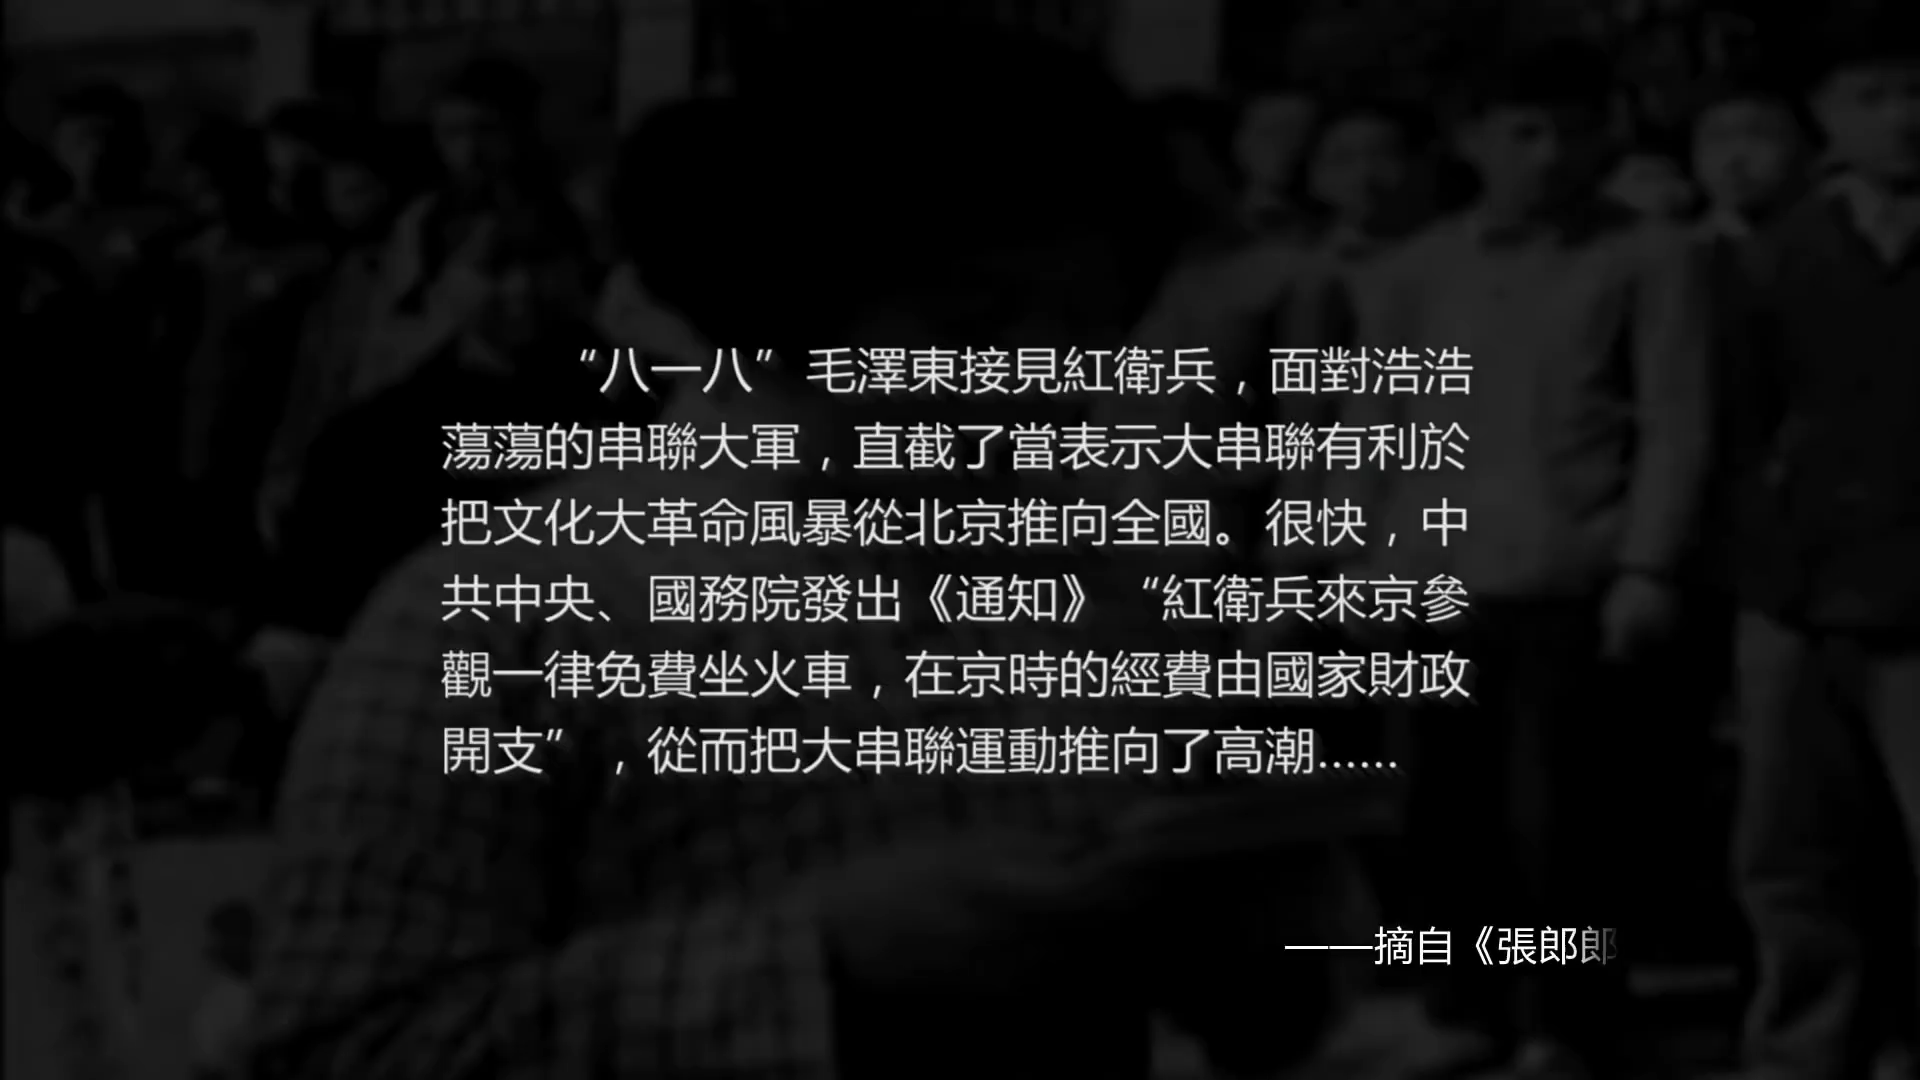 “八一八”毛澤東接見紅衛兵，面對浩浩
蕩蕩的串聯大軍，直截了當表示大串聯有利於
把文化大革命風暴從北京推向全國。很快，中
共中央、國務院發出《通知》“紅衛兵來京參
觀一律免費坐火車，在京時的經費由國家財政
開支”，從而把大串聯運動推向了高潮……
——摘自《張郎郎